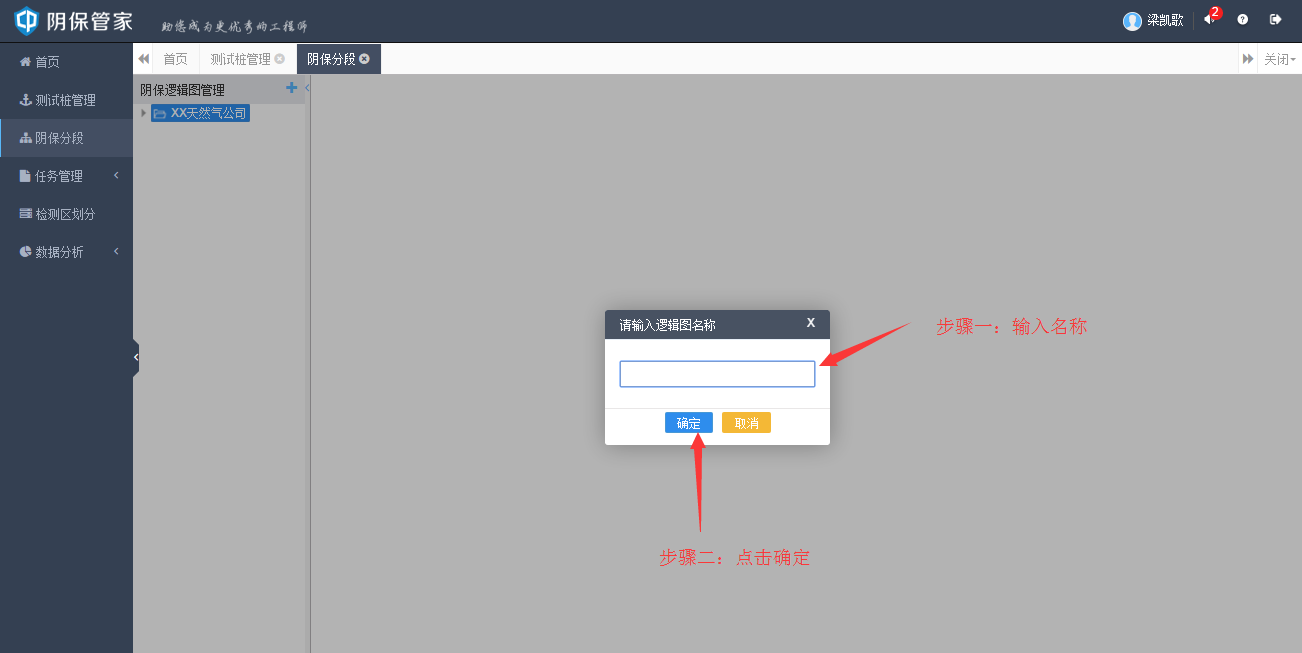 阴保管家
助您成为更优秀的工程师
梁凯歌
2
首页
测试桩管理
阴保分段
关闭
首页
测试桩管理
阴保分段
任务管理
检测区划分
数据分析
阴保逻辑图管理
XX天然气公司
请输入逻辑图名称
X
确定
取消
步骤一：输入名称
步骤二：点击确定